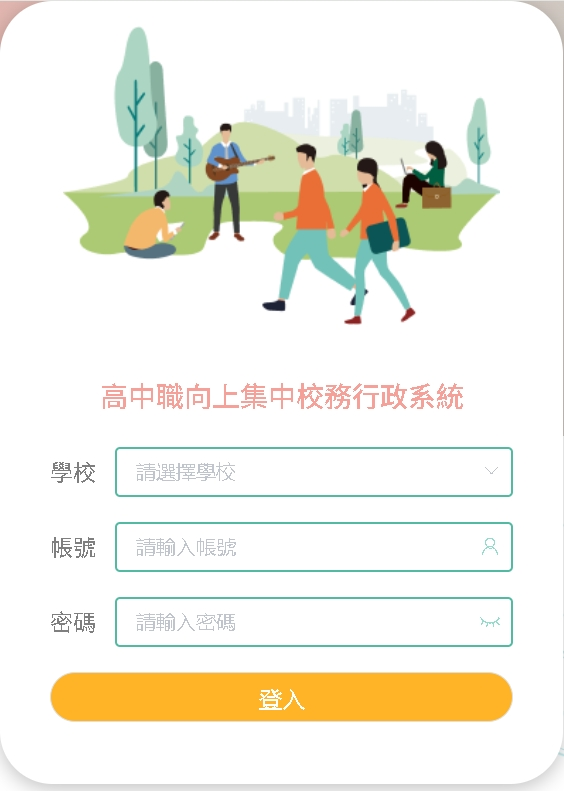 高中職向上集中校務行政系統
學校
請選擇學校
帳號
請輸入帳號
密碼
請輸入密碼
登入